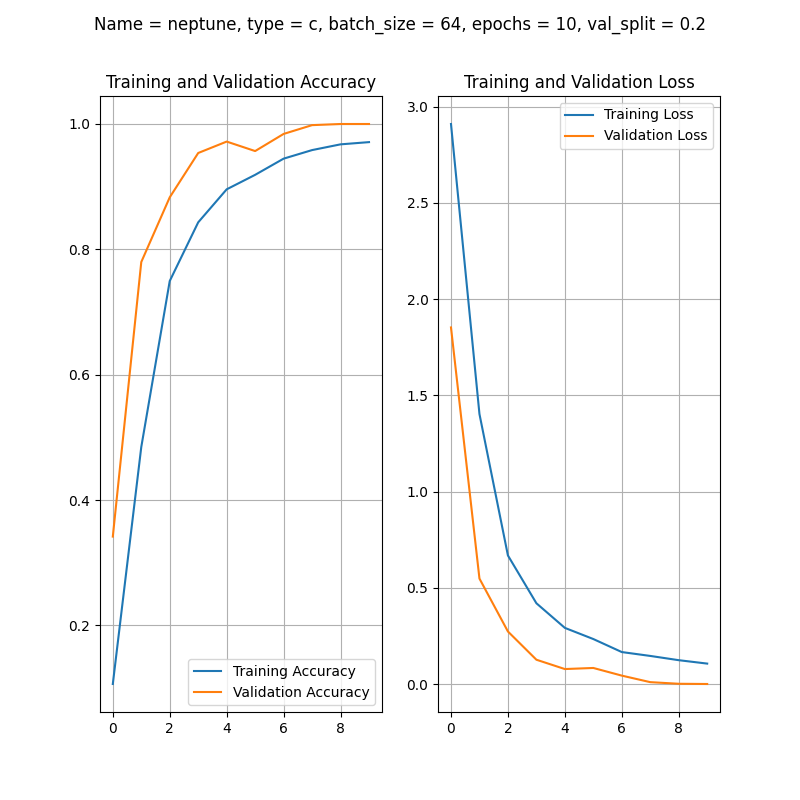 Name = neptune, type = c, batch_size = 64, epochs = 10, val_split = 0.2
Training and Validation Accuracy
1.0
0.8
0.6
0.4
0.2
0 2 4 6 8
Training Accuracy
Validation Accuracy
Training and Validation Loss
3.0
2.5
2.0
1.5
1.0
0.5
0.0
0 2 4 6 8
Training Loss
Validation Loss